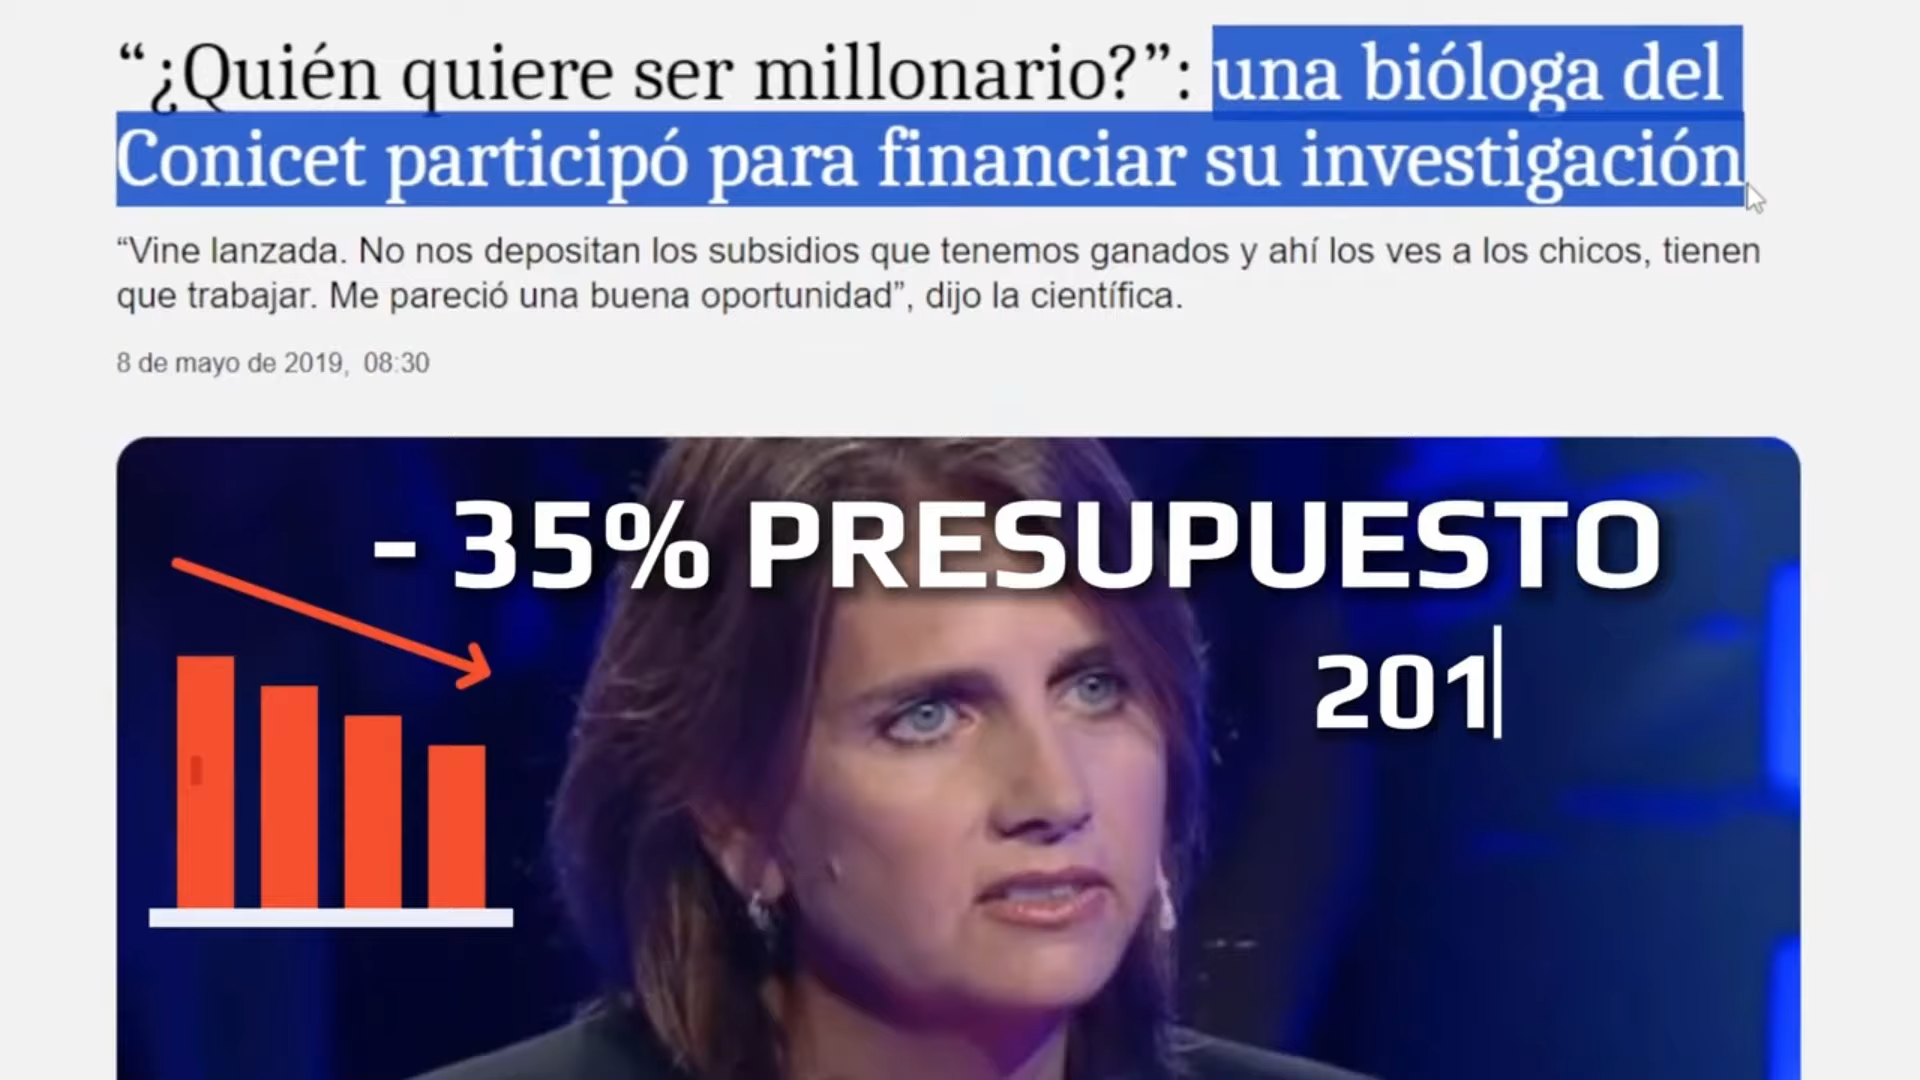 “¿Quién quiere ser millonario?”: una bióloga del
Conicet participó para financiar su investigación
“Vine lanzada. No nos depositan los subsidios que tenemos ganados y ahí los ves a los chicos, tienen
que trabajar. Me pareció una buena oportunidad”, dijo la científica.
8 de mayo de 2019, 08:30
- 35% PRESUPUESTO
201